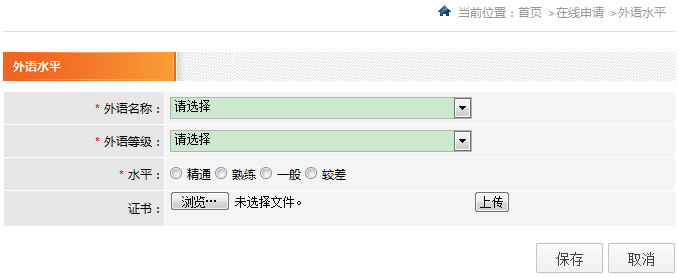 当前位置：首页 >在线申请 >外语水平
外语水平
* 外语名称： 请选择
* 外语等级： 请选择
* 水平： 精通 熟练 一般 较差
证书： 浏览… 未选择文件。 上传
保存 取消